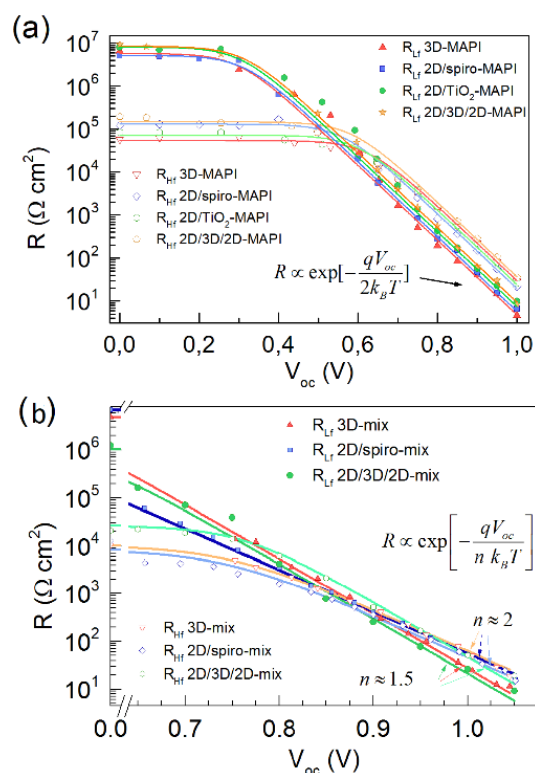 (a)
10^7
10^6
10^5
10^4
10^3
10^2
10^1
R (Ω cm^2)
R_Lf 3D-MAPI
R_Lf 2D/spiro-MAPI
R_Lf 2D/TiO_2-MAPI
R_Lf 2D/3D/2D-MAPI
R_Hf 3D-MAPI
R_Hf 2D/spiro-MAPI
R_Hf 2D/TiO_2-MAPI
R_Hf 2D/3D/2D-MAPI
R ∝ exp[-qV_oc/2k_BT]
0,0 0,2 0,4 0,6 0,8 1,0
V_oc (V)
(b)
10^6
10^5
10^4
10^3
10^2
10^1
R (Ω cm^2)
R_Lf 3D-mix
R_Lf 2D/spiro-mix
R_Lf 2D/3D/2D-mix
R ∝ exp[-qV_oc/n k_BT]
R_Hf 3D-mix
R_Hf 2D/spiro-mix
R_Hf 2D/3D/2D-mix
n ≈ 2
n ≈ 1.5
0.0 0.7 0.8 0.9 1.0
V_oc (V)